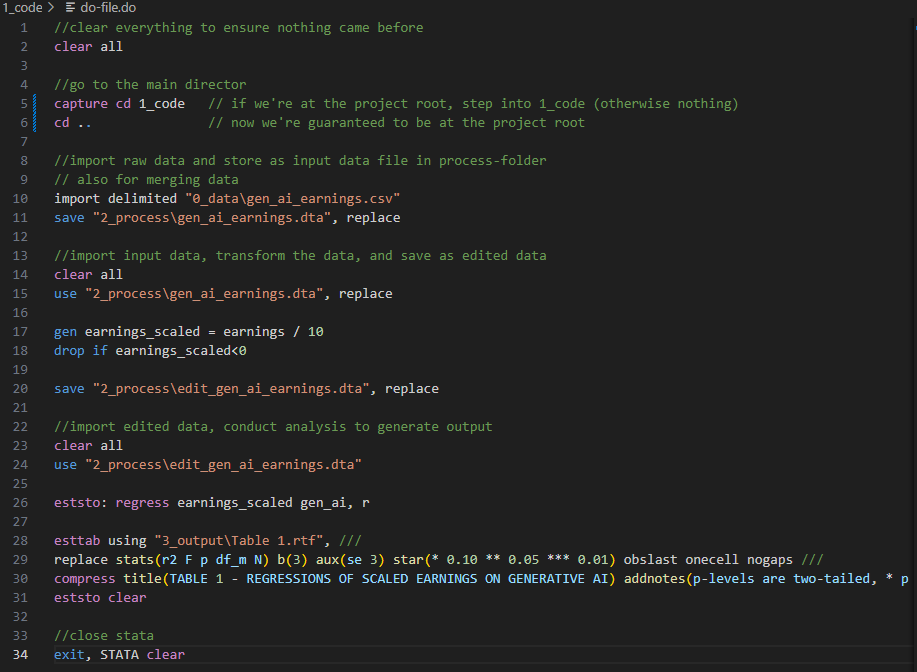 1_code > do-file.do
1 //clear everything to ensure nothing came before
2 clear all
3
4 //go to the main director
5 capture cd 1_code   // if we're at the project root, step into 1_code (otherwise nothing)
6 cd ..               // now we're guaranteed to be at the project root
7
8 //import raw data and store as input data file in process-folder
9 // also for merging data
10 import delimited "0_data\gen_ai_earnings.csv"
11 save "2_process\gen_ai_earnings.dta", replace
12
13 //import input data, transform the data, and save as edited data
14 clear all
15 use "2_process\gen_ai_earnings.dta", replace
16
17 gen earnings_scaled = earnings / 10
18 drop if earnings_scaled<0
19
20 save "2_process\edit_gen_ai_earnings.dta", replace
21
22 //import edited data, conduct analysis to generate output
23 clear all
24 use "2_process\edit_gen_ai_earnings.dta"
25
26 eststo: regress earnings_scaled gen_ai, r
27
28 esttab using "3_output\Table 1.rtf", ///
29 replace stats(r2 F p df_m N) b(3) aux(se 3) star(* 0.10 ** 0.05 *** 0.01) obslast onecell nogaps ///
30 compress title(TABLE 1 - REGRESSIONS OF SCALED EARNINGS ON GENERATIVE AI) addnotes(p-levels are two-tailed, * p
31 eststo clear
32
33 //close stata
34 exit, STATA clear